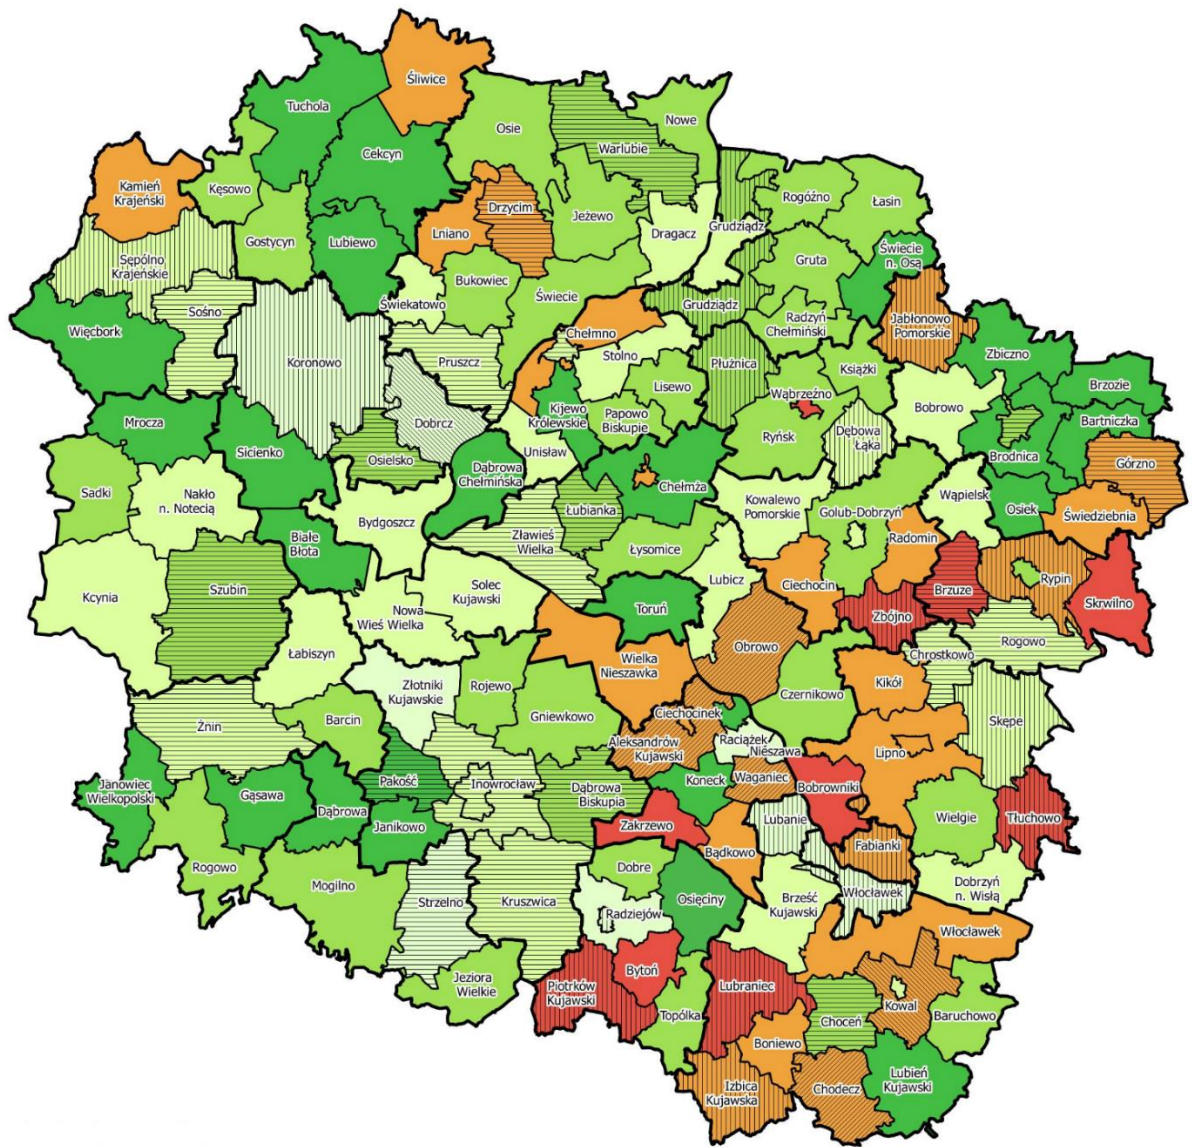 Śliwice
Tuchola
Osie
Nowe
Warlubie
Cekcyn
Kamień
Krajeński
Kęsowo
Rogóźno
Łasin
Drzycim
Jeżewo
Lniano
Dragacz
Grudziądz
Gostycyn
Lubiewo
Świecie
n. Osą
Sępólno
Krajeńskie
Gruta
Bukowiec
Świekatowo
Świecie
Grudziądz
Sośno
Radzyń
Chełmiński
Jabłonowo
Pomorskie
Więcbork
Chełmno
Koronowo
Pruszcz
Stolno
Płużnica
Zbiczno
Książki
Lisewo
Brzozie
Wąbrzeźno
Kijewo
Królewskie
Papowo
Biskupie
Bobrowo
Mrocza
Dobrcz
Bartniczka
Ryńsk
Dębowa
Łąka
Sicienko
Osielsko
Unisław
Brodnica
Górzno
Dąbrowa
Chełmińska
Chełmża
Sadki
Nakło
n. Notecią
Kowalewo
Pomorskie
Wąpielsk
Bydgoszcz
Łubianka
Golub-Dobrzyń
Osiek
Świedziebnia
Białe
Błota
Zławieś
Wielka
Łysomice
Radomin
Lubicz
Ciechocin
Rypin
Kcynia
Szubin
Solec
Kujawski
Brzuze
Toruń
Skrwilno
Nowa
Wieś Wielka
Zbójno
Obrowo
Rogowo
Łabiszyn
Chrostkowo
Wielka
Nieszawka
Kikół
Złotniki
Kujawskie
Rojewo
Czernikowo
Ciechocinek
Gniewkowo
Skępe
Barcin
Żnin
Raciążek
Aleksandrów
Kujawski
Nieszawa
Lipno
Waganiec
Janowiec
Wielkopolski
Pakość
Inowrocław
Koneck
Bobrowniki
Dąbrowa
Biskupia
Gąsawa
Dąbrowa
Janikowo
Zakrzewo
Lubanie
Wielgie
Tłuchowo
Fabianki
Bądkowo
Rogowo
Dobre
Mogilno
Włocławek
Dobrzyń
n. Wisłą
Strzelno
Kruszwica
Osięciny
Brześć
Kujawski
Radziejów
Włocławek
Bytoń
Jeziora
Wielkie
Piotrków
Kujawski
Lubraniec
Kowal
Topólka
Choceń
Baruchowo
Boniewo
Lubień
Kujawski
Izbica
Kujawska
Chodecz